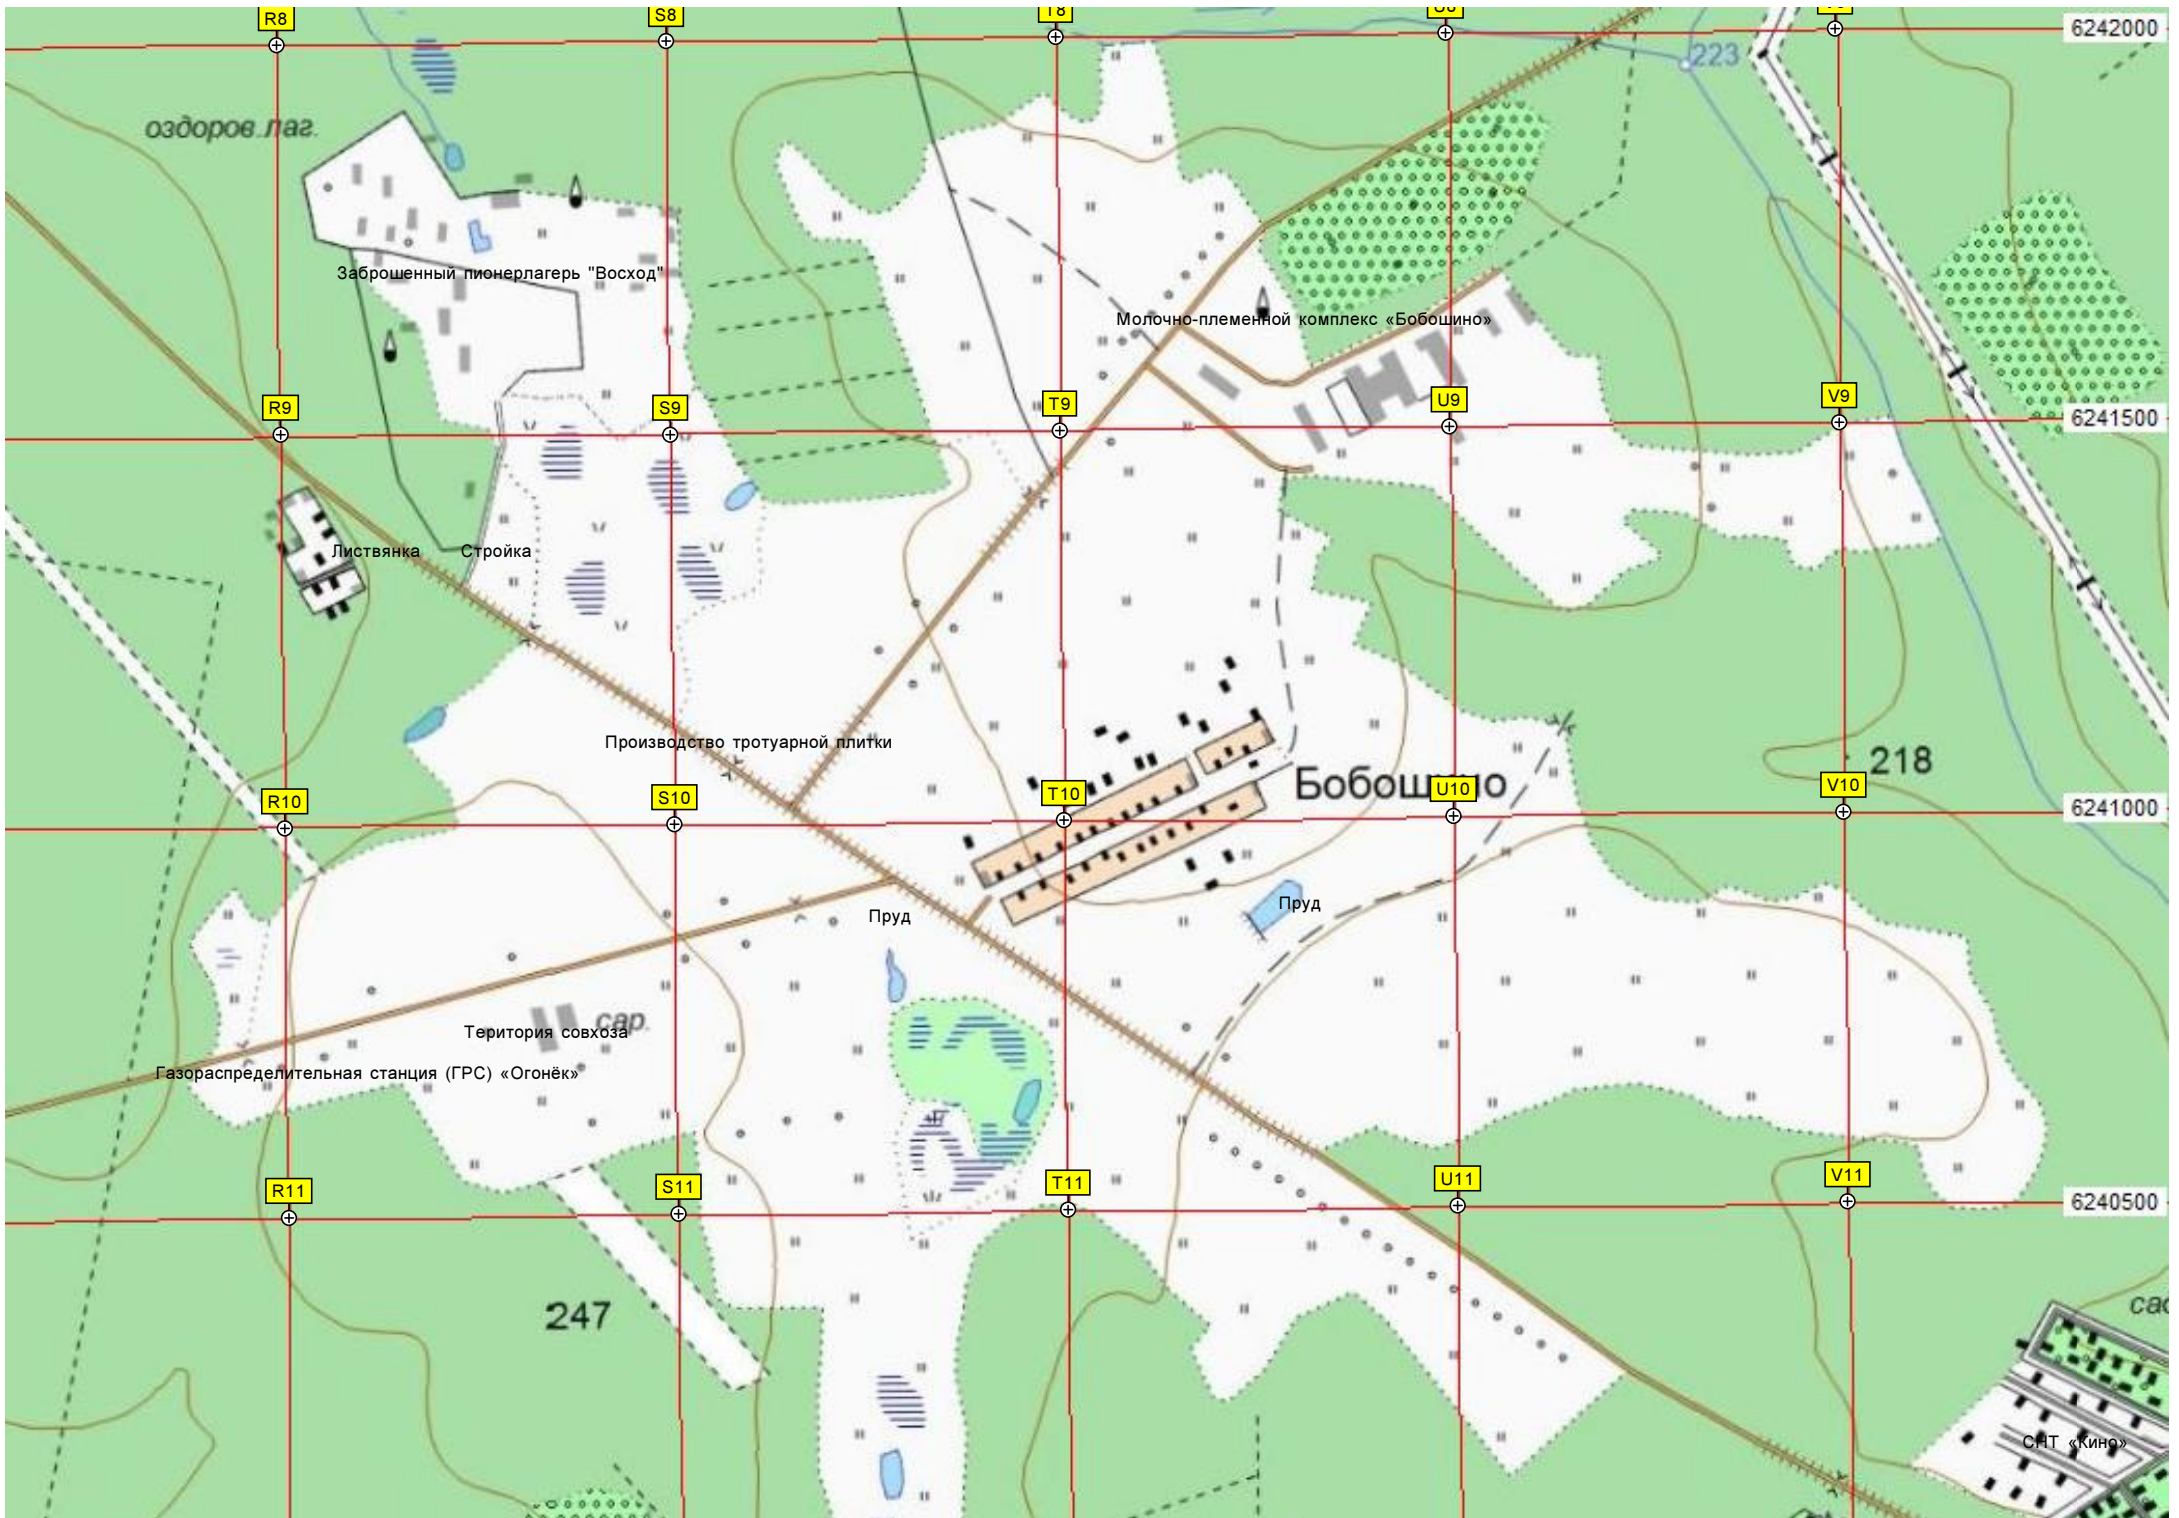 R8
S8
T8
6242000
223
оздоров.лаг.
Заброшенный пионерлагерь "Восход"
Молочно-племенной комплекс «Бобошино»
R9
S9
T9
U9
V9
6241500
Листвянка
Стройка
Производство тротуарной плитки
218
Бобошино
R10
S10
T10
U10
V10
6241000
Пруд
Пруд
сар.
Територия совхоза
Газораспределительная станция (ГРС) «Огонёк»
R11
S11
T11
U11
V11
6240500
247
СНТ «Кино»